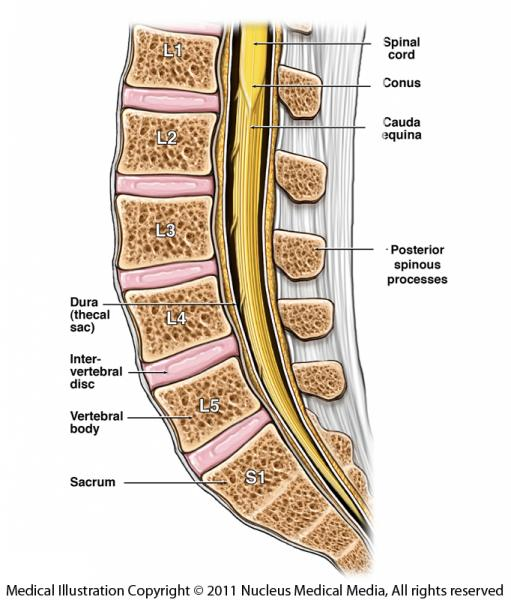 L1
Spinal
cord
Conus
L2
Cauda
equina
L3
Posterior
spinous
processes
Dura
(thecal
sac)
L4
Inter-
vertebral
disc
L5
Vertebral
body
S1
Sacrum
Medical Illustration Copyright © 2011 Nucleus Medical Media, All rights reserved